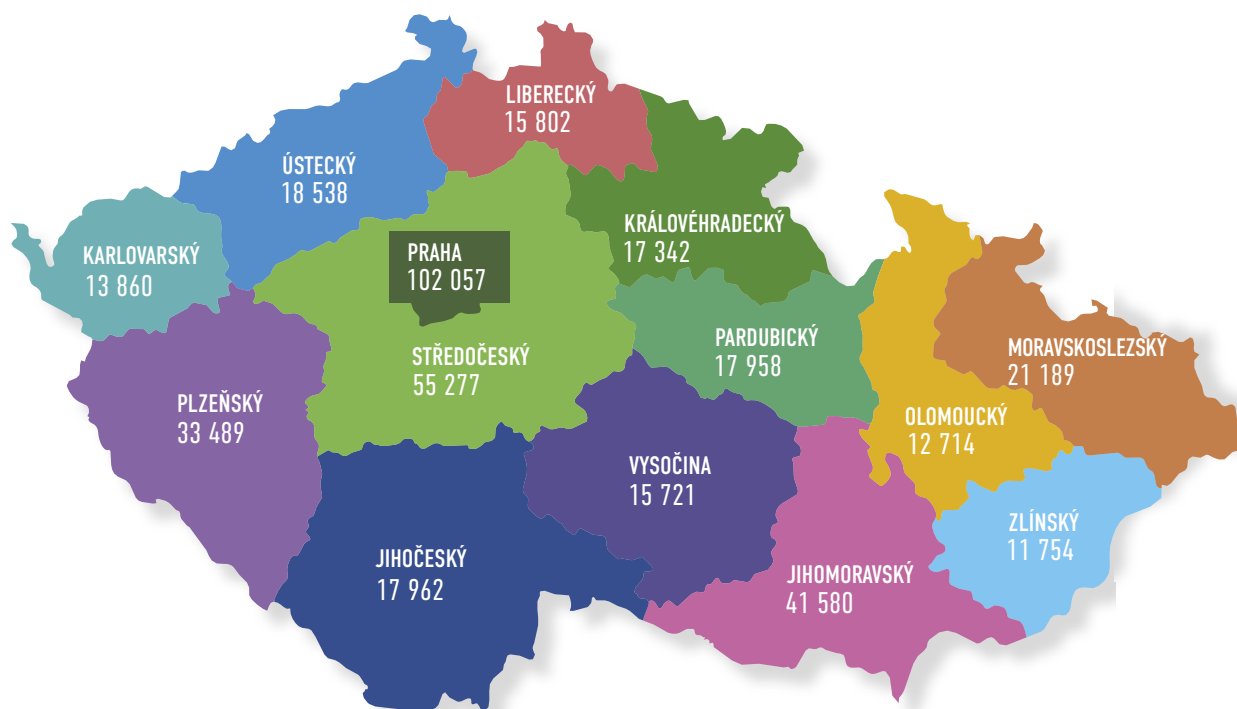 LIBERECKÝ
15 802
ÚSTECKÝ
18 538
KRÁLOVÉHRADECKÝ
17 342
KARLOVARSKÝ
13 860
PRAHA
102 057
PARDUBICKÝ
17 958
MORAVSKOSLEZSKÝ
21 189
STŘEDOČESKÝ
55 277
PLZEŇSKÝ
33 489
OLOMOUCKÝ
12 714
VYSOČINA
15 721
ZLÍNSKÝ
11 754
JIHOČESKÝ
17 962
JIHOMORAVSKÝ
41 580